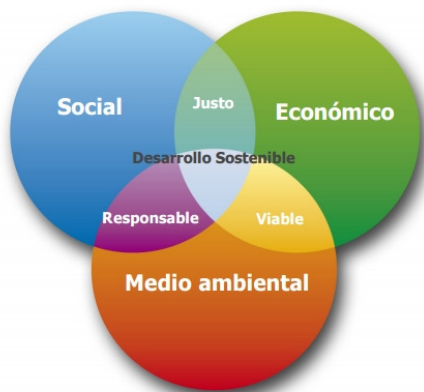 Social
Justo
Económico
Desarrollo Sostenible
Responsable
Viable
Medio ambiental